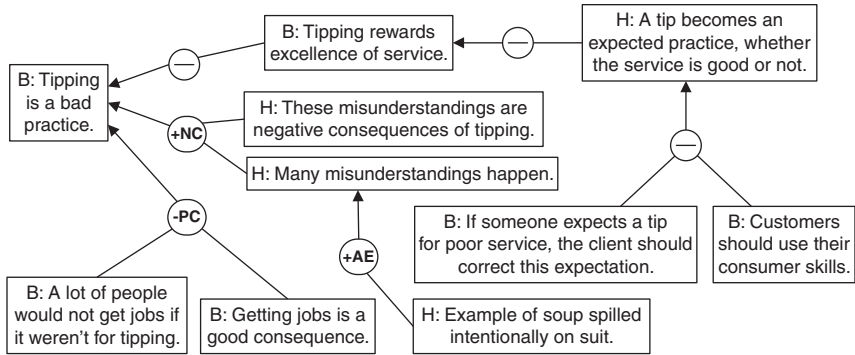 B: Tipping rewards
excellence of service.
H: A tip becomes an
expected practice, whether
the service is good or not.
—
—
B: Tipping
is a bad
practice.
H: These misunderstandings are
negative consequences of tipping.
+NC
H: Many misunderstandings happen.
—
-PC
B: If someone expects a tip
for poor service, the client should
correct this expectation.
B: Customers
should use their
consumer skills.
+AE
B: A lot of people
would not get jobs if
it weren't for tipping.
B: Getting jobs is a
good consequence.
H: Example of soup spilled
intentionally on suit.